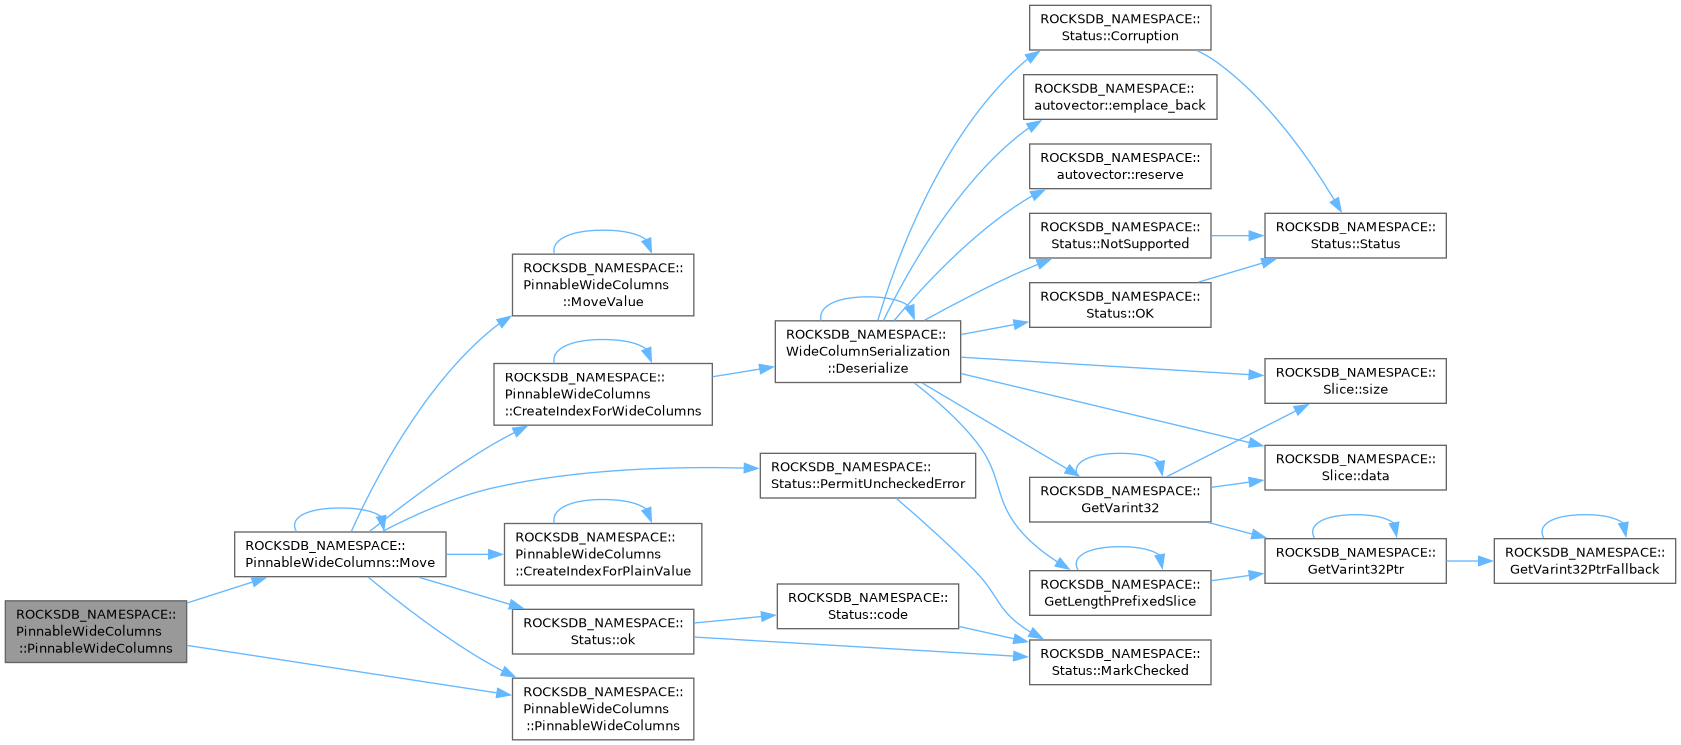 ROCKSDB_NAMESPACE::
PinnableWideColumns
::PinnableWideColumns
ROCKSDB_NAMESPACE::
PinnableWideColumns::Move
ROCKSDB_NAMESPACE::
PinnableWideColumns
::MoveValue
ROCKSDB_NAMESPACE::
PinnableWideColumns
::CreateIndexForWideColumns
ROCKSDB_NAMESPACE::
Status::PermitUncheckedError
ROCKSDB_NAMESPACE::
PinnableWideColumns
::CreateIndexForPlainValue
ROCKSDB_NAMESPACE::
Status::ok
ROCKSDB_NAMESPACE::
PinnableWideColumns
::PinnableWideColumns
ROCKSDB_NAMESPACE::
WideColumnSerialization
::Deserialize
ROCKSDB_NAMESPACE::
Status::code
ROCKSDB_NAMESPACE::
Status::Corruption
ROCKSDB_NAMESPACE::
autovector::emplace_back
ROCKSDB_NAMESPACE::
autovector::reserve
ROCKSDB_NAMESPACE::
Status::NotSupported
ROCKSDB_NAMESPACE::
Status::OK
ROCKSDB_NAMESPACE::
GetVarint32
ROCKSDB_NAMESPACE::
GetLengthPrefixedSlice
ROCKSDB_NAMESPACE::
Status::MarkChecked
ROCKSDB_NAMESPACE::
Status::Status
ROCKSDB_NAMESPACE::
Slice::size
ROCKSDB_NAMESPACE::
Slice::data
ROCKSDB_NAMESPACE::
GetVarint32Ptr
ROCKSDB_NAMESPACE::
GetVarint32PtrFallback